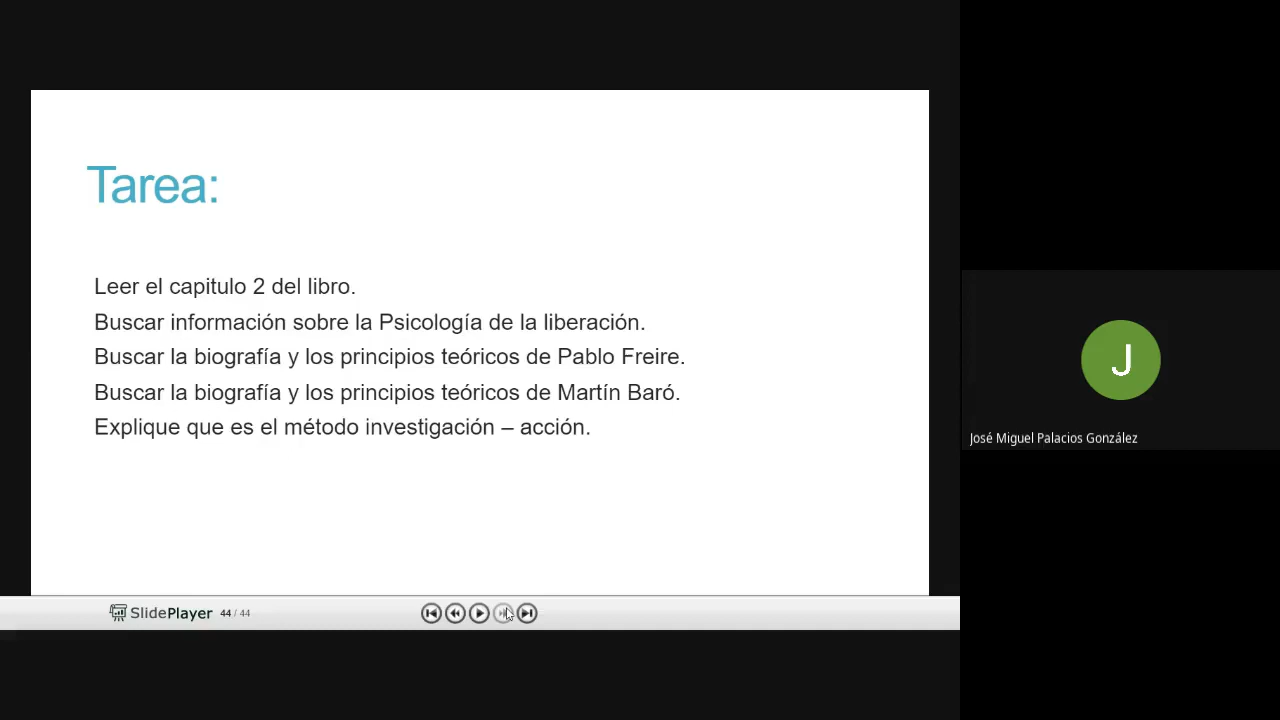 Tarea:
Leer el capitulo 2 del libro.
Buscar información sobre la Psicología de la liberación.
Buscar la biografía y los principios teóricos de Pablo Freire.
Buscar la biografía y los principios teóricos de Martín Baró.
Explique que es el método investigación – acción.
J
José Miguel Palacios González
SlidePlayer 44 / 44